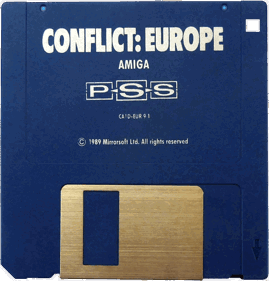 CONFLICT: EUROPE
AMIGA
P-S-S
© 1989 Mirrorsoft Ltd. All rights reserved